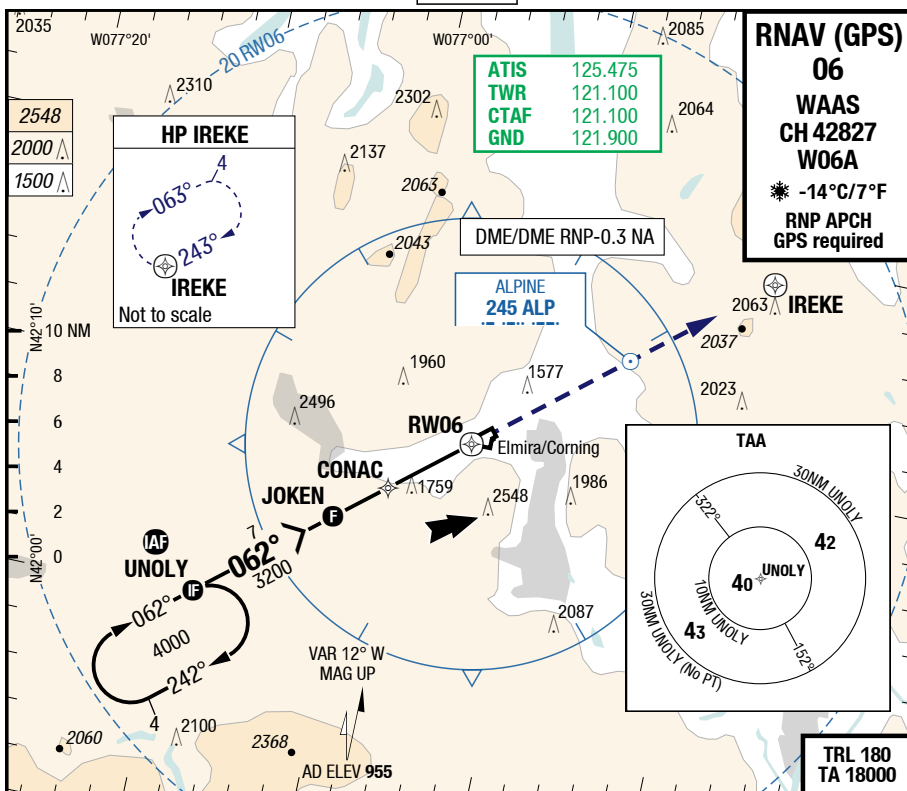 2035
W077°20'
20 RW06
W077°00'
2085
RNAV (GPS)
06
WAAS
CH 42827
W06A
-14°C/7°F
RNP APCH
GPS required
ATIS 125.475
TWR 121.100
CTAF 121.100
GND 121.900
2310
2302
2064
2548
2000
1500
HP IREKE
4
063°
243°
IREKE
Not to scale
2137
2063
2043
DME/DME RNP-0.3 NA
ALPINE
245 ALP
2063
IREKE
2037
N42°10'
10 NM
8
6
4
2
0
N42°00'
1960
1577
2023
2496
RW06
Elmira/Corning
CONAC
1759
JOKEN
F
2548
1986
7
062°
3200
IAF
UNOLY
IF
062°
4000
242°
4
2087
TAA
30NM UNOLY
322°
42
UNOLY
40
10NM UNOLY
43
30NM UNOLY (No PT)
152°
VAR 12° W
MAG UP
2060
2100
2368
AD ELEV 955
TRL 180
TA 18000